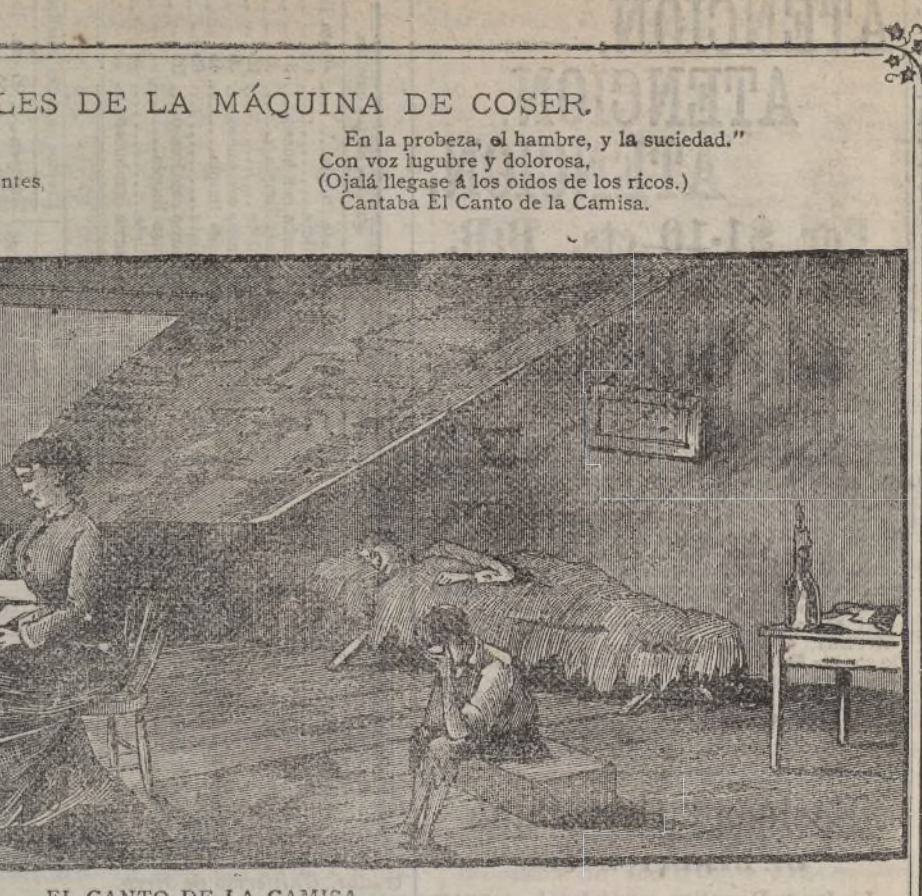 LES DE LA MÁQUINA DE COSER.
ntes,
En la probeza, el hambre, y la suciedad."
Con voz lugubre y dolorosa,
(Ojalá llegase á los oidos de los ricos.)
Cantaba El Canto de la Camisa.
EL CANTO DE LA CAMISA